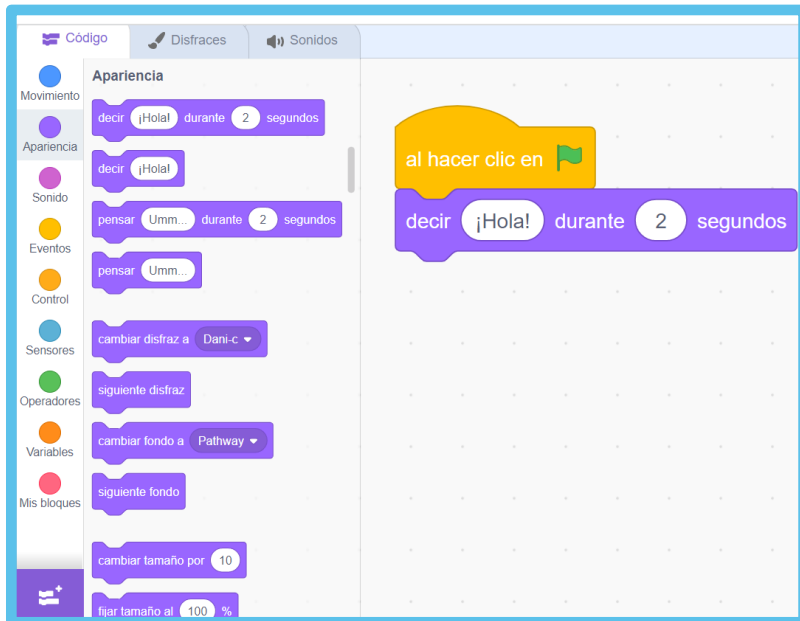 Código Disfraces Sonidos
Movimiento
Apariencia
Sonido
Eventos
Control
Sensores
Operadores
Variables
Mis bloques
Apariencia
decir ¡Hola! durante 2 segundos
decir ¡Hola!
pensar Umm... durante 2 segundos
pensar Umm...
cambiar disfraz a Dani-c
siguiente disfraz
cambiar fondo a Pathway
siguiente fondo
cambiar tamaño por 10
fijar tamaño al 100 %
al hacer clic en
decir ¡Hola! durante 2 segundos